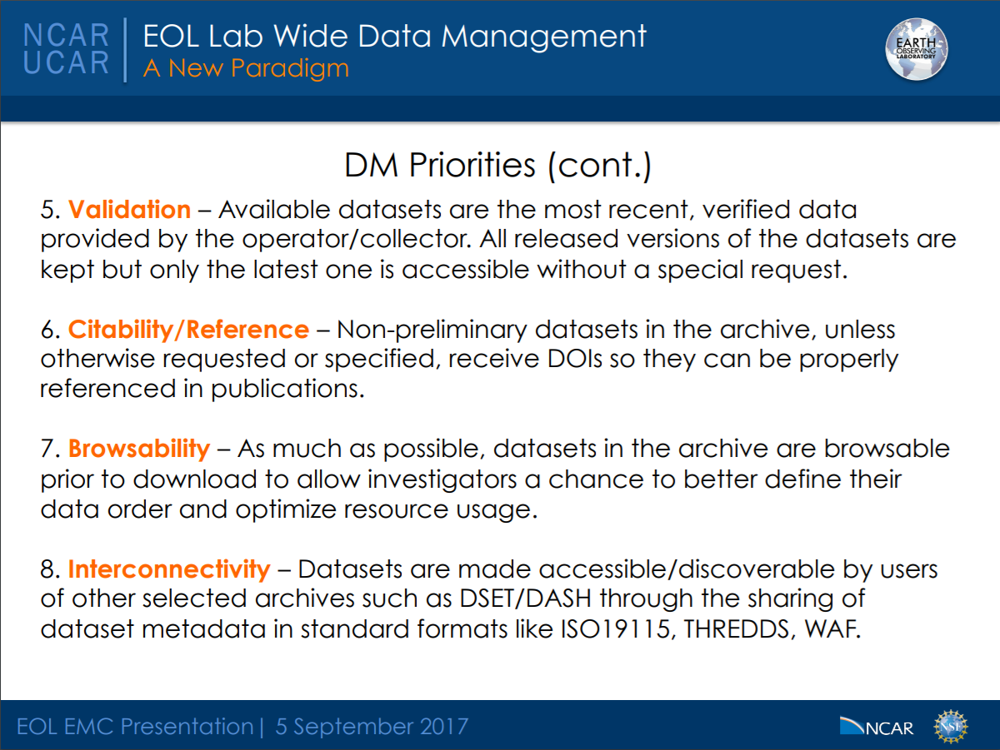 NCAR
UCAR
EOL Lab Wide Data Management
A New Paradigm
EARTH
OBSERVING
LABORATORY
DM Priorities (cont.)
5. Validation – Available datasets are the most recent, verified data
provided by the operator/collector. All released versions of the datasets are
kept but only the latest one is accessible without a special request.
6. Citability/Reference – Non-preliminary datasets in the archive, unless
otherwise requested or specified, receive DOIs so they can be properly
referenced in publications.
7. Browsability – As much as possible, datasets in the archive are browsable
prior to download to allow investigators a chance to better define their
data order and optimize resource usage.
8. Interconnectivity – Datasets are made accessible/discoverable by users
of other selected archives such as DSET/DASH through the sharing of
dataset metadata in standard formats like ISO19115, THREDDS, WAF.
EOL EMC Presentation| 5 September 2017
NCAR
NSF